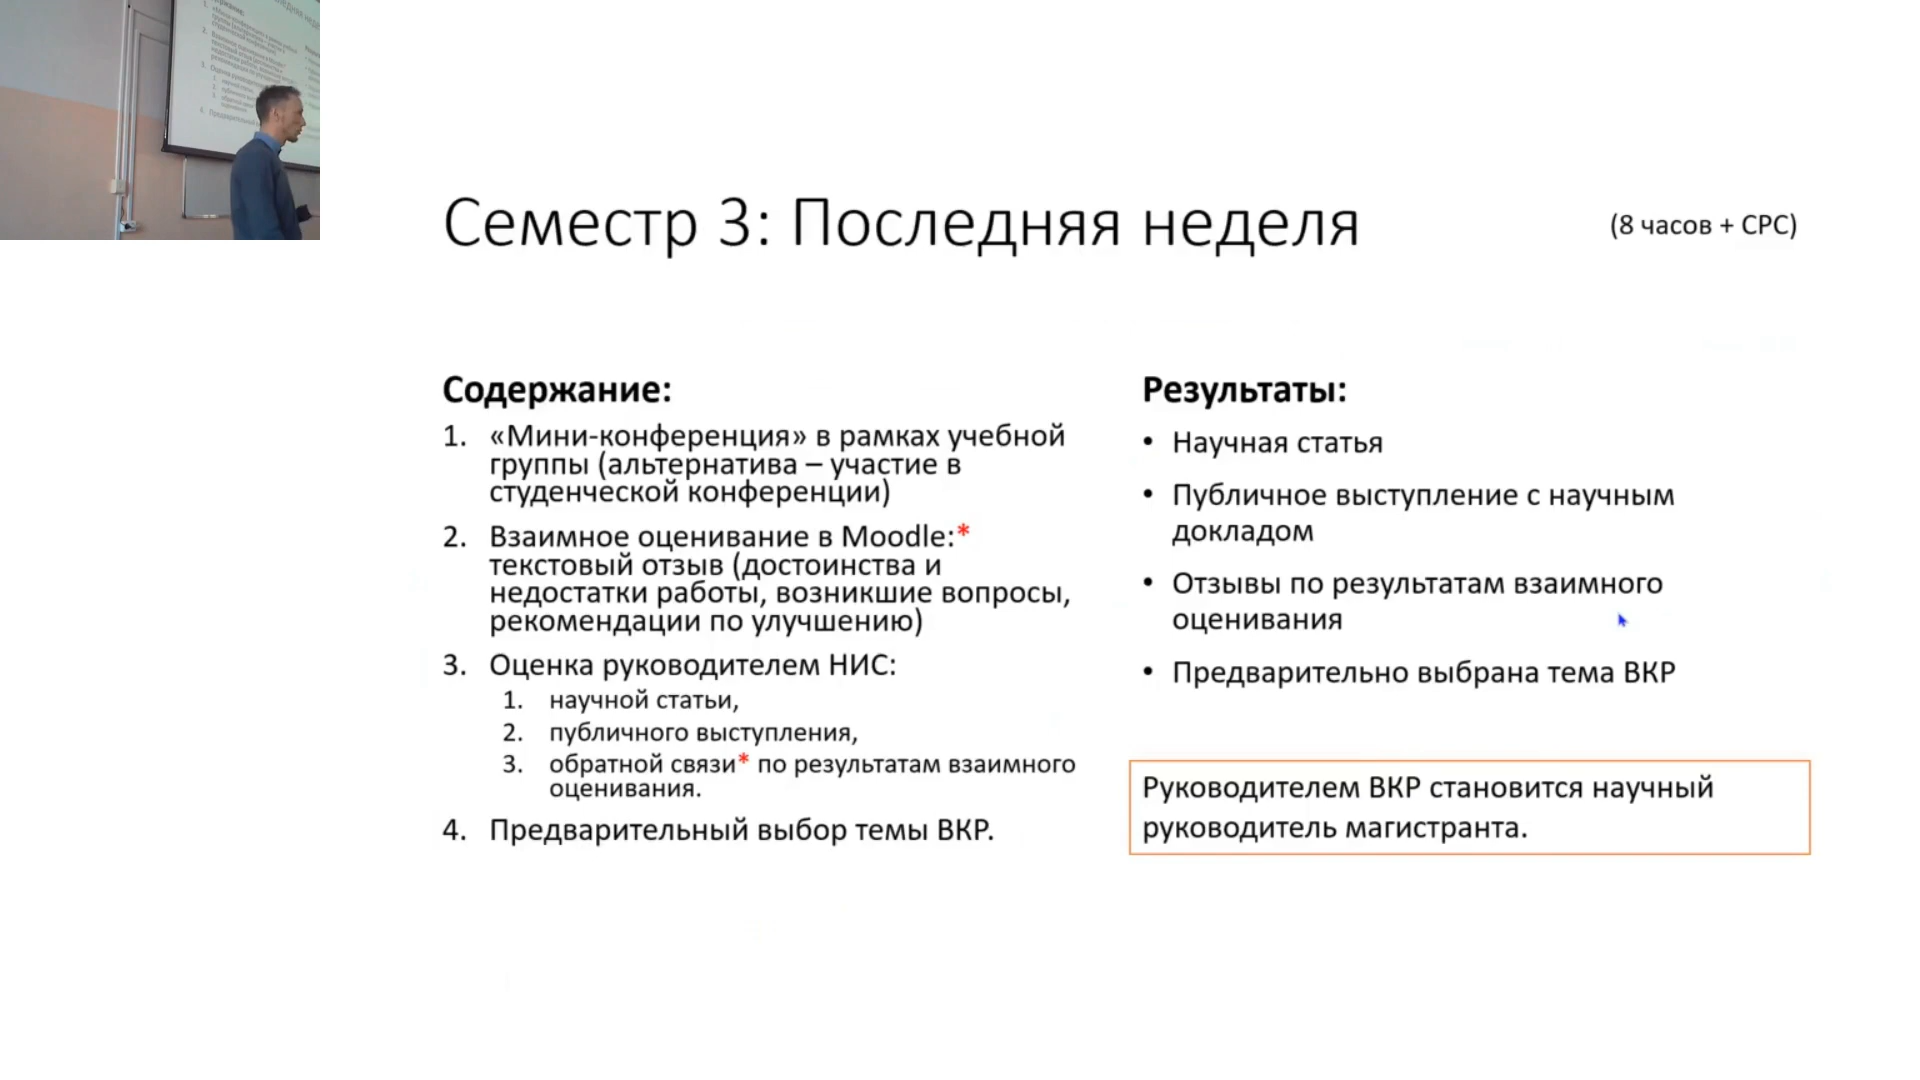 Семестр 3: Последняя неделя
(8 часов + СРС)
Содержание:
1. «Мини-конференция» в рамках учебной
группы (альтернатива – участие в
студенческой конференции)
2. Взаимное оценивание в Moodle:*
текстовый отзыв (достоинства и
недостатки работы, возникшие вопросы,
рекомендации по улучшению)
3. Оценка руководителем НИС:
1. научной статьи,
2. публичного выступления,
3. обратной связи* по результатам взаимного
оценивания.
4. Предварительный выбор темы ВКР.
Результаты:
• Научная статья
• Публичное выступление с научным
докладом
• Отзывы по результатам взаимного
оценивания
• Предварительно выбрана тема ВКР
Руководителем ВКР становится научный
руководитель магистранта.